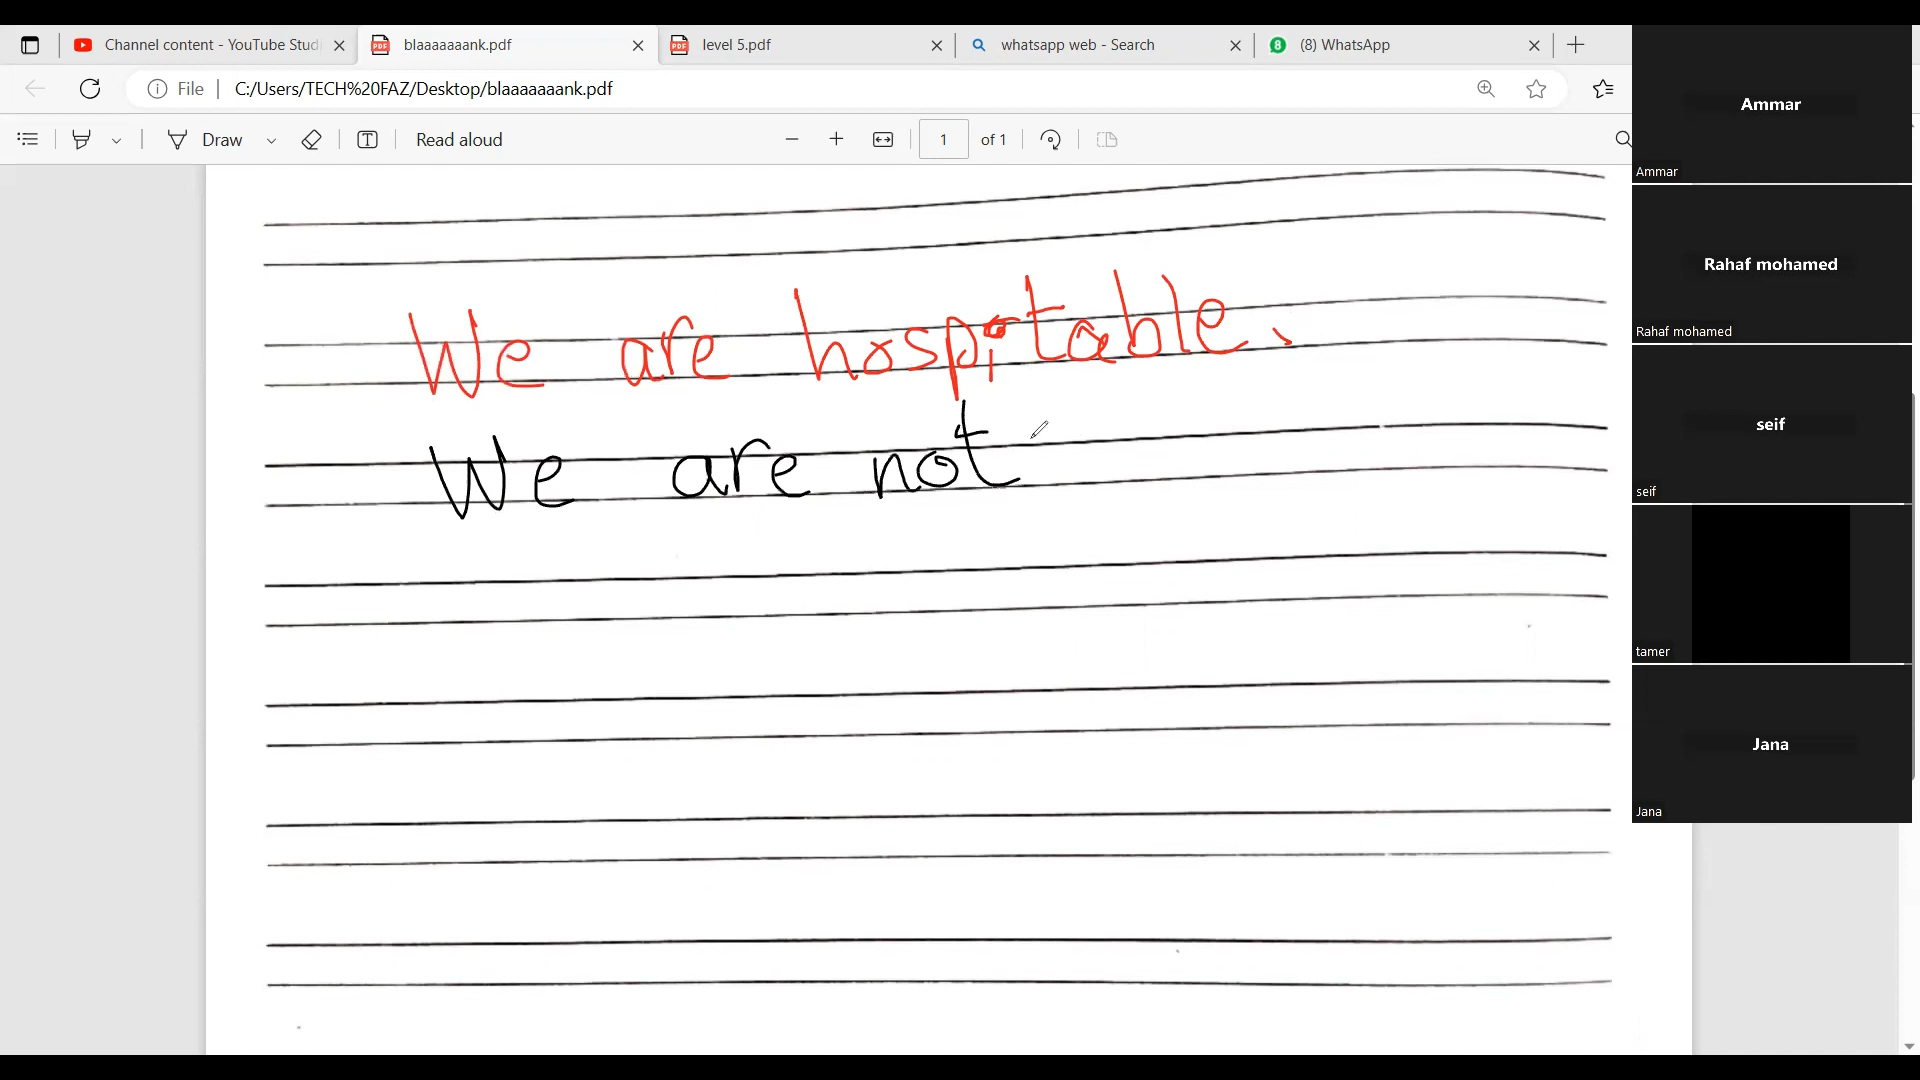 Channel content - YouTube Studi
blaaaaaaank.pdf
level 5.pdf
whatsapp web - Search
8
(8) WhatsApp
File
C:/Users/TECH%20FAZ/Desktop/blaaaaaaank.pdf
Draw
Read aloud
1
of 1
We are hospitable.
We are not
Ammar
Ammar
Rahaf mohamed
Rahaf mohamed
seif
seif
tamer
Jana
Jana